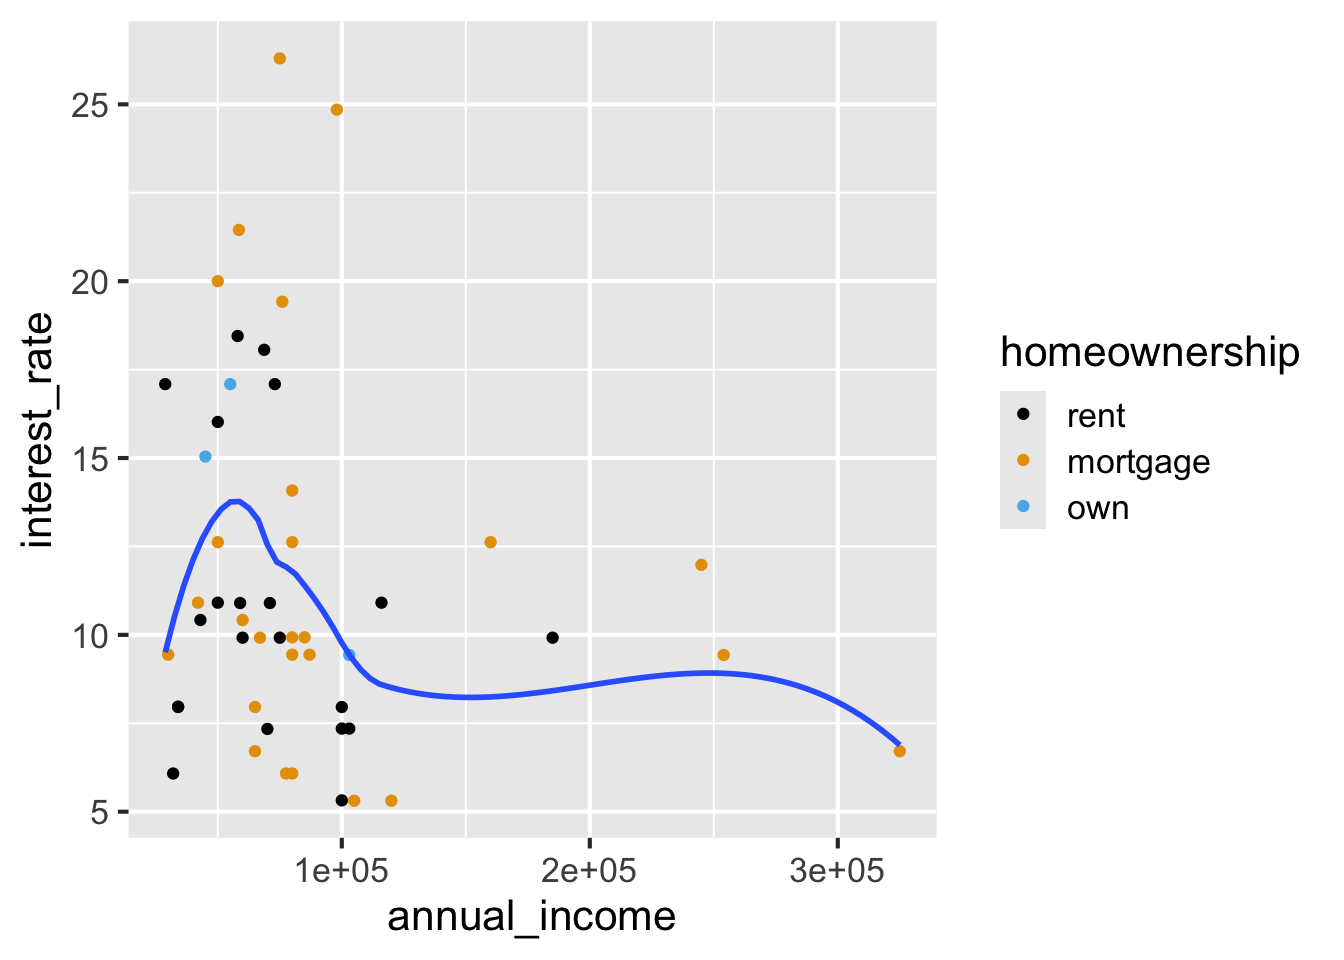 25
20
15
10
5
interest_rate
1e+05
2e+05
3e+05
annual_income
homeownership
rent
mortgage
own